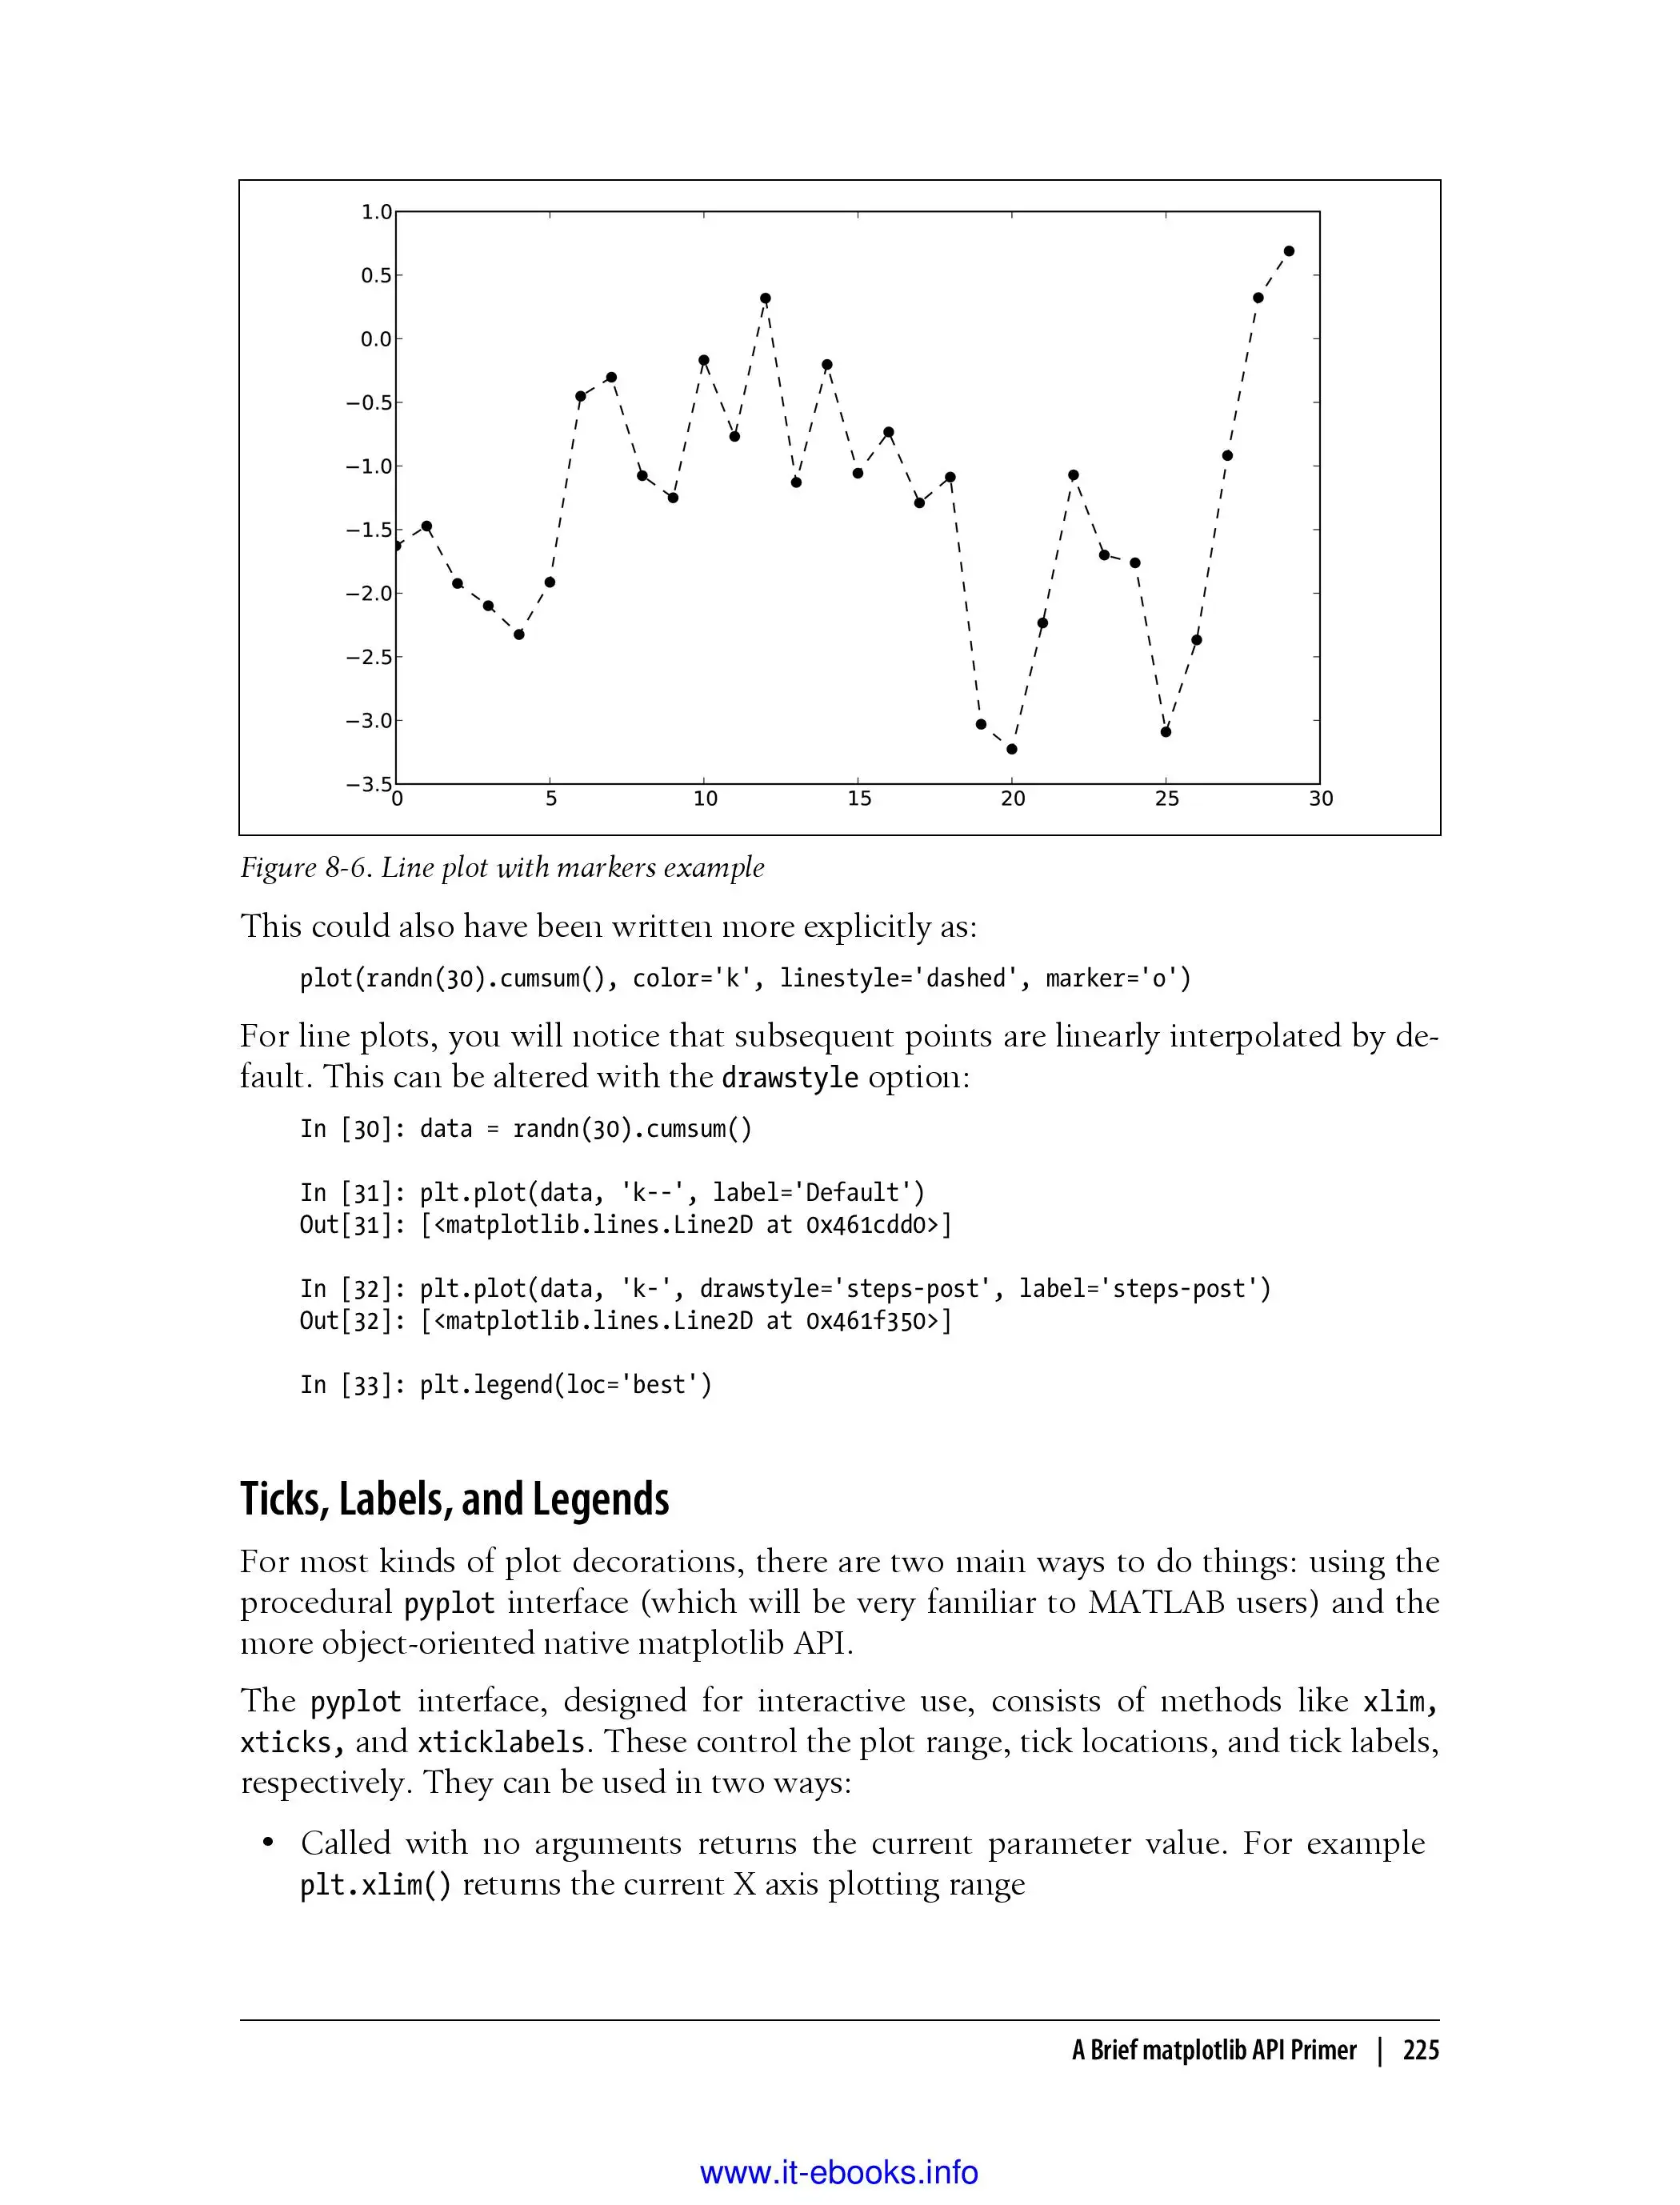 1.0
0.5
0.0
−0.5
−1.0
−1.5
−2.0
−2.5
−3.0
−3.5
0 5 10 15 20 25 30
Figure 8-6. Line plot with markers example
This could also have been written more explicitly as:
plot(randn(30).cumsum(), color='k', linestyle='dashed', marker='o')
For line plots, you will notice that subsequent points are linearly interpolated by de-
fault. This can be altered with the drawstyle option:
In [30]: data = randn(30).cumsum()
In [31]: plt.plot(data, 'k--', label='Default')
Out[31]: [<matplotlib.lines.Line2D at 0x461cdd0>]
In [32]: plt.plot(data, 'k-', drawstyle='steps-post', label='steps-post')
Out[32]: [<matplotlib.lines.Line2D at 0x461f350>]
In [33]: plt.legend(loc='best')
Ticks, Labels, and Legends
For most kinds of plot decorations, there are two main ways to do things: using the
procedural pyplot interface (which will be very familiar to MATLAB users) and the
more object-oriented native matplotlib API.
The pyplot interface, designed for interactive use, consists of methods like xlim,
xticks, and xticklabels. These control the plot range, tick locations, and tick labels,
respectively. They can be used in two ways:
• Called with no arguments returns the current parameter value. For example
plt.xlim() returns the current X axis plotting range
A Brief matplotlib API Primer | 225
www.it-ebooks.info